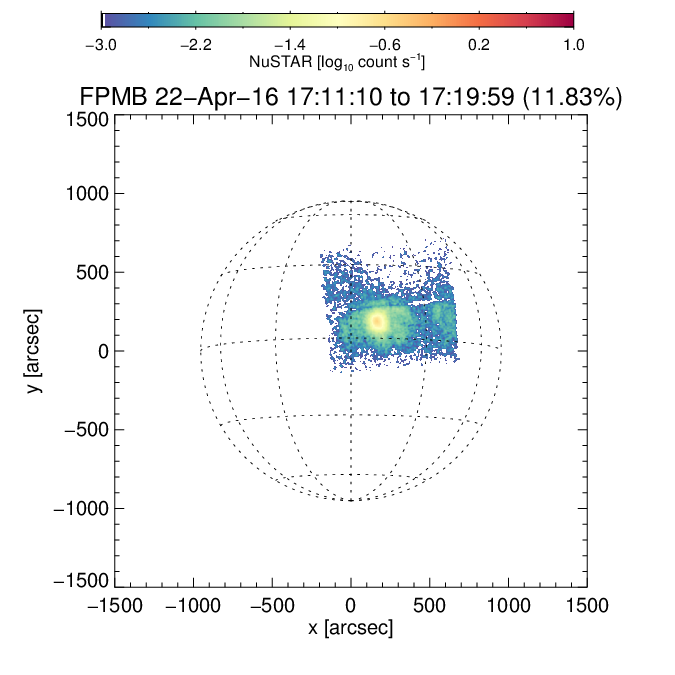 −3.0 −2.2 −1.4 −0.6 0.2 1.0
NuSTAR [log₁₀ count s⁻¹]
FPMB 22−Apr−16 17:11:10 to 17:19:59 (11.83%)
1500
1000
500
0
−500
−1000
−1500
y [arcsec]
−1500 −1000 −500 0 500 1000 1500
x [arcsec]